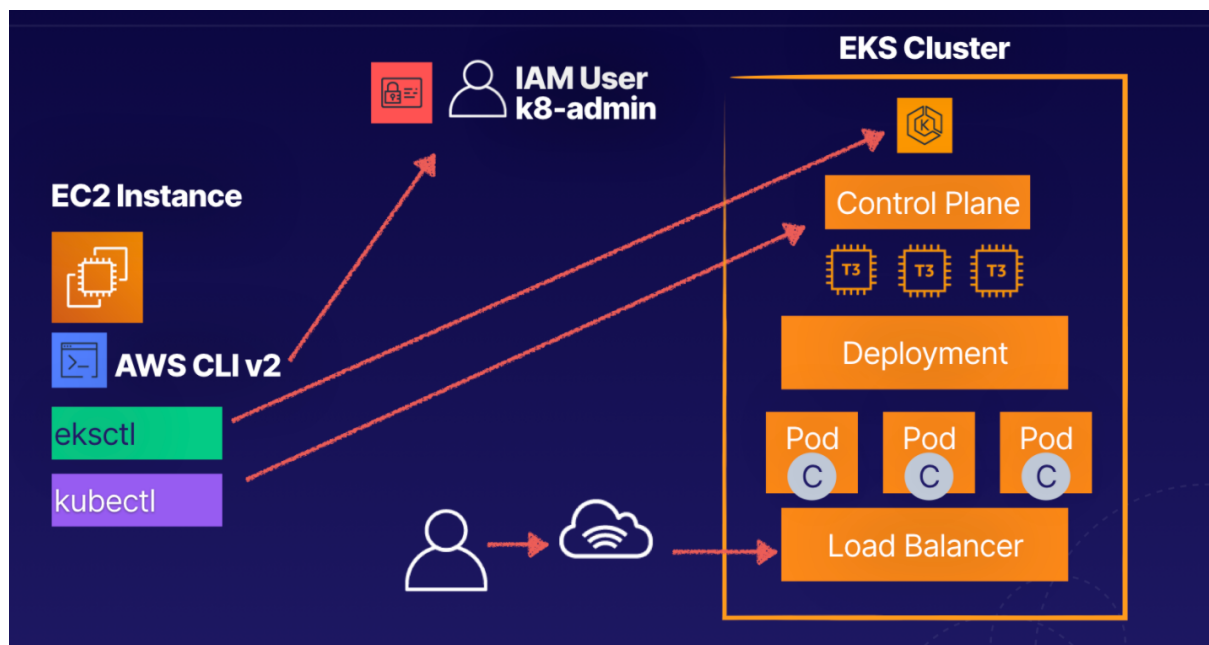 EKS Cluster
IAM User
k8-admin
K
EC2 Instance
Control Plane
T3 T3 T3
AWS CLI v2
Deployment
eksctl
Pod Pod Pod
C C C
kubectl
Load Balancer